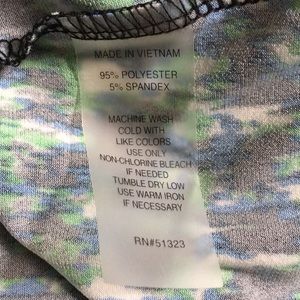 MADE IN VIETNAM
95% POLYESTER
5% SPANDEX
MACHINE WASH
COLD WITH
LIKE COLORS
USE ONLY
NON-CHLORINE BLEACH
IF NEEDED
TUMBLE DRY LOW
USE WARM IRON
IF NECESSARY
RN#51323